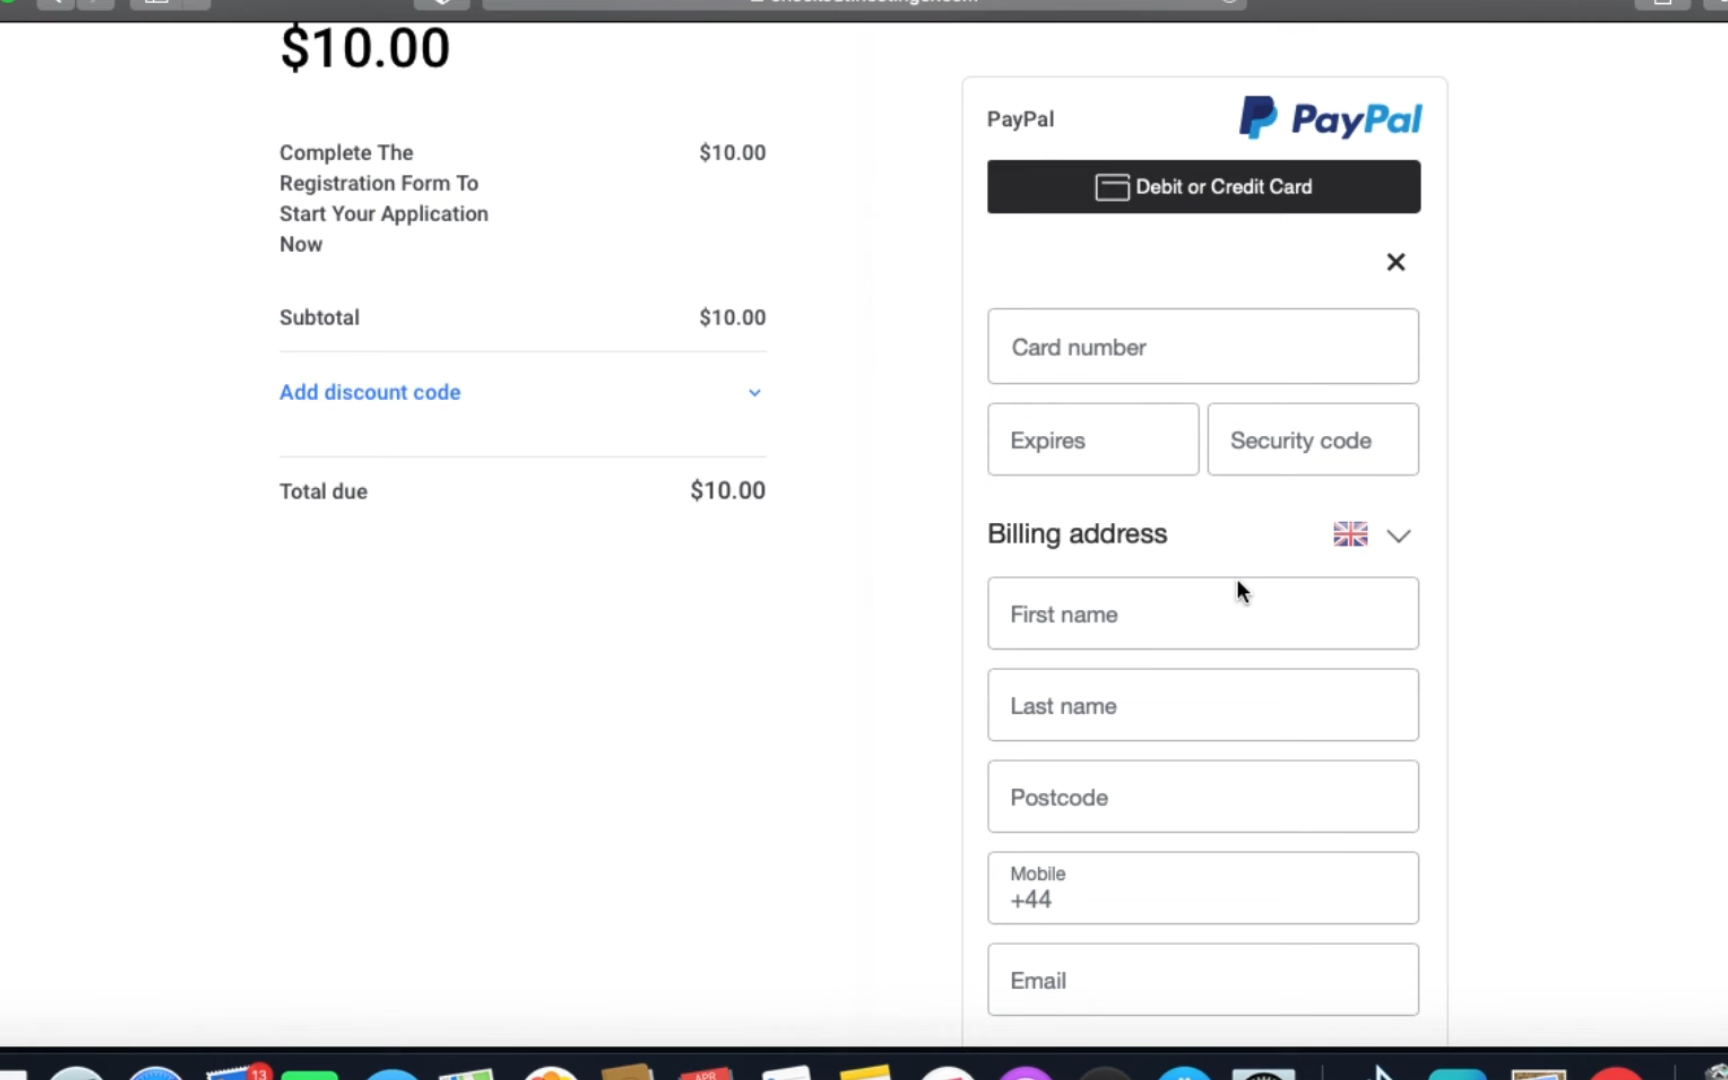 $10.00
Complete The
Registration Form To
Start Your Application
Now
$10.00
Subtotal
$10.00
Add discount code
Total due
$10.00
PayPal
PayPal
Debit or Credit Card
Card number
Expires
Security code
Billing address
First name
Last name
Postcode
Mobile
+44
Email
13
APR